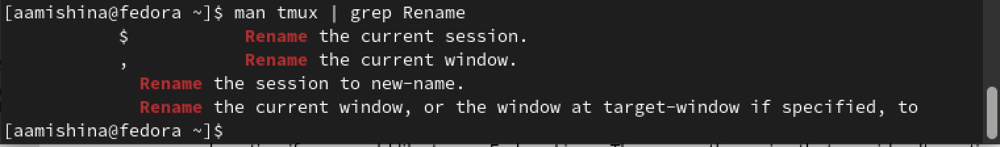 [aamishina@fedora ~]$ man tmux | grep Rename
$ Rename the current session.
, Rename the current window.
Rename the session to new-name.
Rename the current window, or the window at target-window if specified, to
[aamishina@fedora ~]$